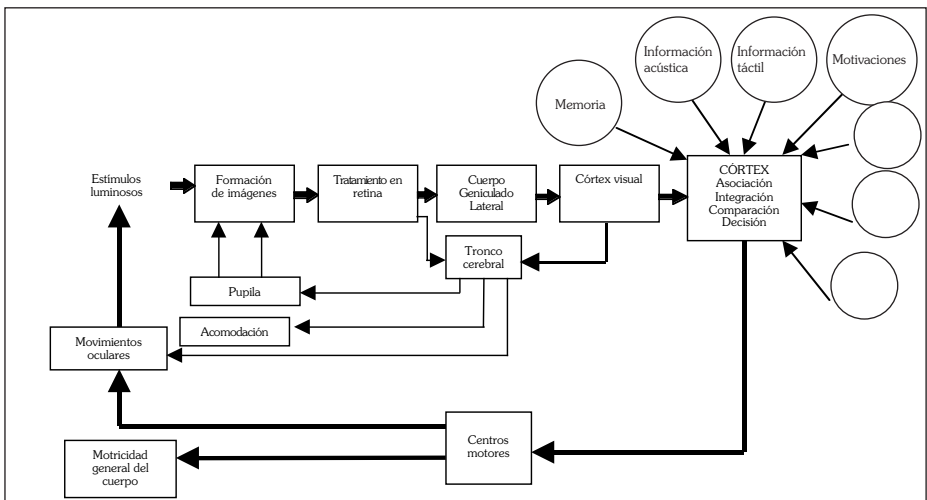 Información
acústica
Información
táctil
Motivaciones
Memoria
Estímulos
luminosos
Formación
de imágenes
Tratamiento en
retina
Cuerpo
Geniculado
Lateral
Córtex visual
CÓRTEX
Asociación
Integración
Comparación
Decisión
Tronco
cerebral
Pupila
Acomodación
Movimientos
oculares
Centros
motores
Motricidad
general del
cuerpo